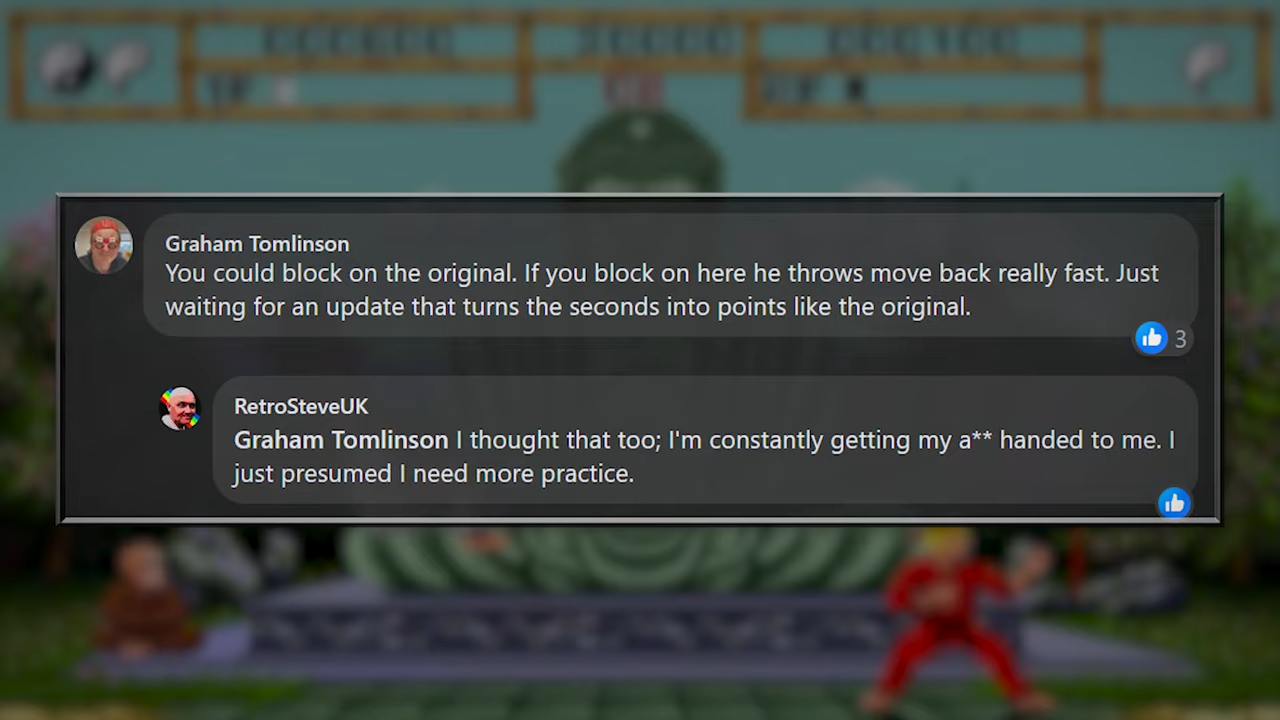 Graham Tomlinson
You could block on the original. If you block on here he throws move back really fast. Just
waiting for an update that turns the seconds into points like the original.
3
RetroSteveUK
Graham Tomlinson I thought that too; I'm constantly getting my a** handed to me. I
just presumed I need more practice.